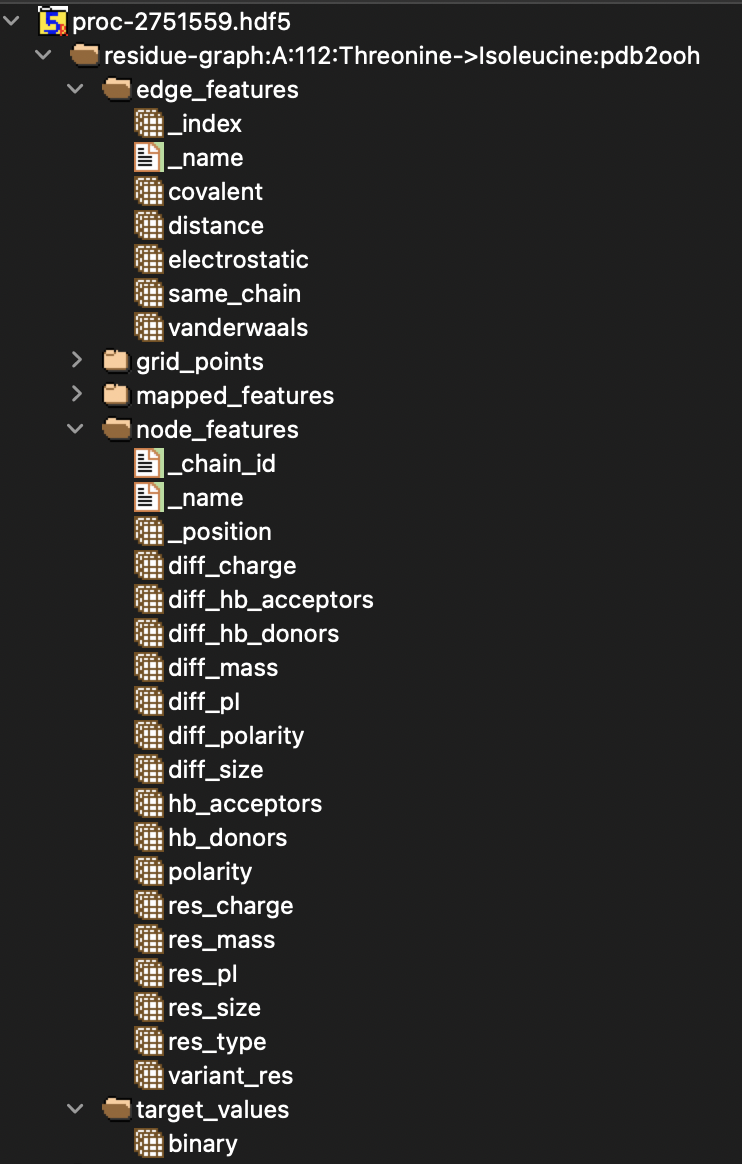 proc-2751559.hdf5
residue-graph:A:112:Threonine->Isoleucine:pdb2ooh
edge_features
_index
_name
covalent
distance
electrostatic
same_chain
vanderwaals
grid_points
mapped_features
node_features
_chain_id
_name
_position
diff_charge
diff_hb_acceptors
diff_hb_donors
diff_mass
diff_pl
diff_polarity
diff_size
hb_acceptors
hb_donors
polarity
res_charge
res_mass
res_pl
res_size
res_type
variant_res
target_values
binary